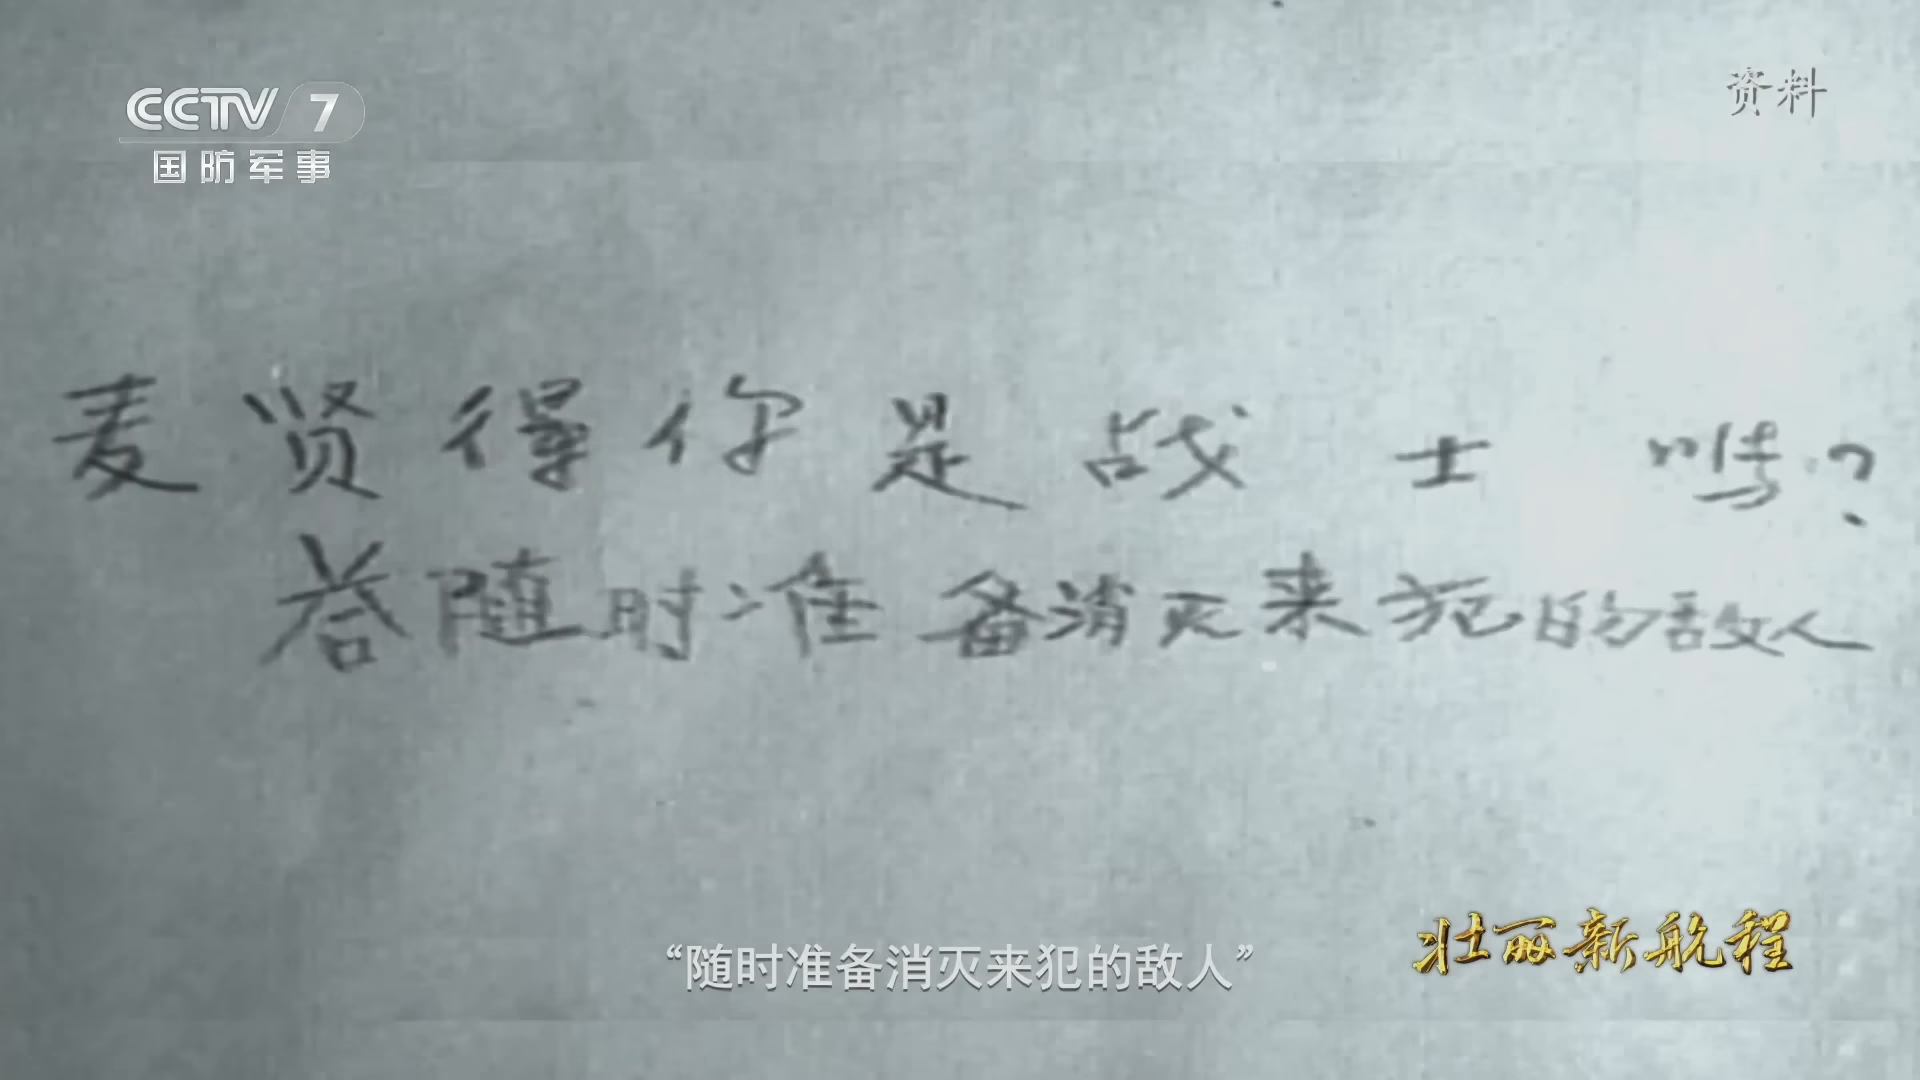 CCTV 7
国防军事
资料
麦贤得你是战士吗?
答随时准备消灭来犯的敌人
“随时准备消灭来犯的敌人”
壮丽新航程